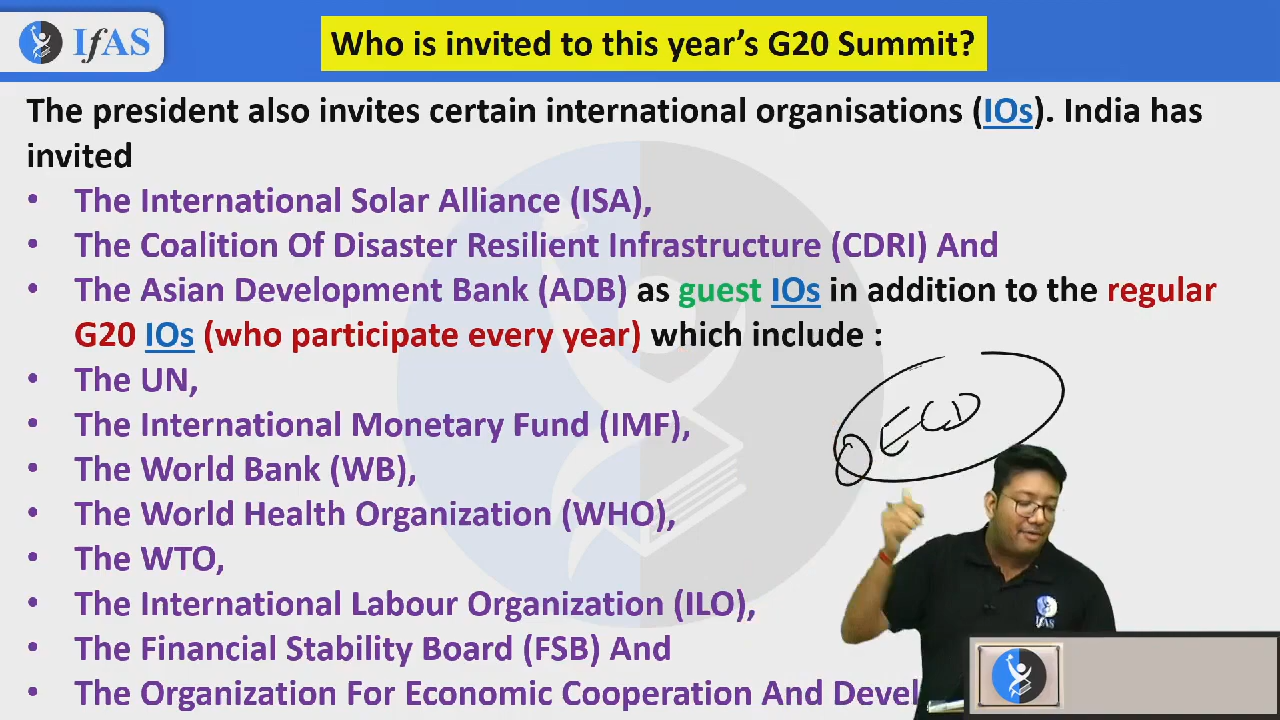 IfAS
Who is invited to this year's G20 Summit?
The president also invites certain international organisations (IOs). India has
invited
• The International Solar Alliance (ISA),
• The Coalition Of Disaster Resilient Infrastructure (CDRI) And
• The Asian Development Bank (ADB) as guest IOs in addition to the regular
G20 IOs (who participate every year) which include :
• The UN,
• The International Monetary Fund (IMF),
• The World Bank (WB),
OECD
• The World Health Organization (WHO),
• The WTO,
• The International Labour Organization (ILO),
IfAS
• The Financial Stability Board (FSB) And
• The Organization For Economic Cooperation And Devel